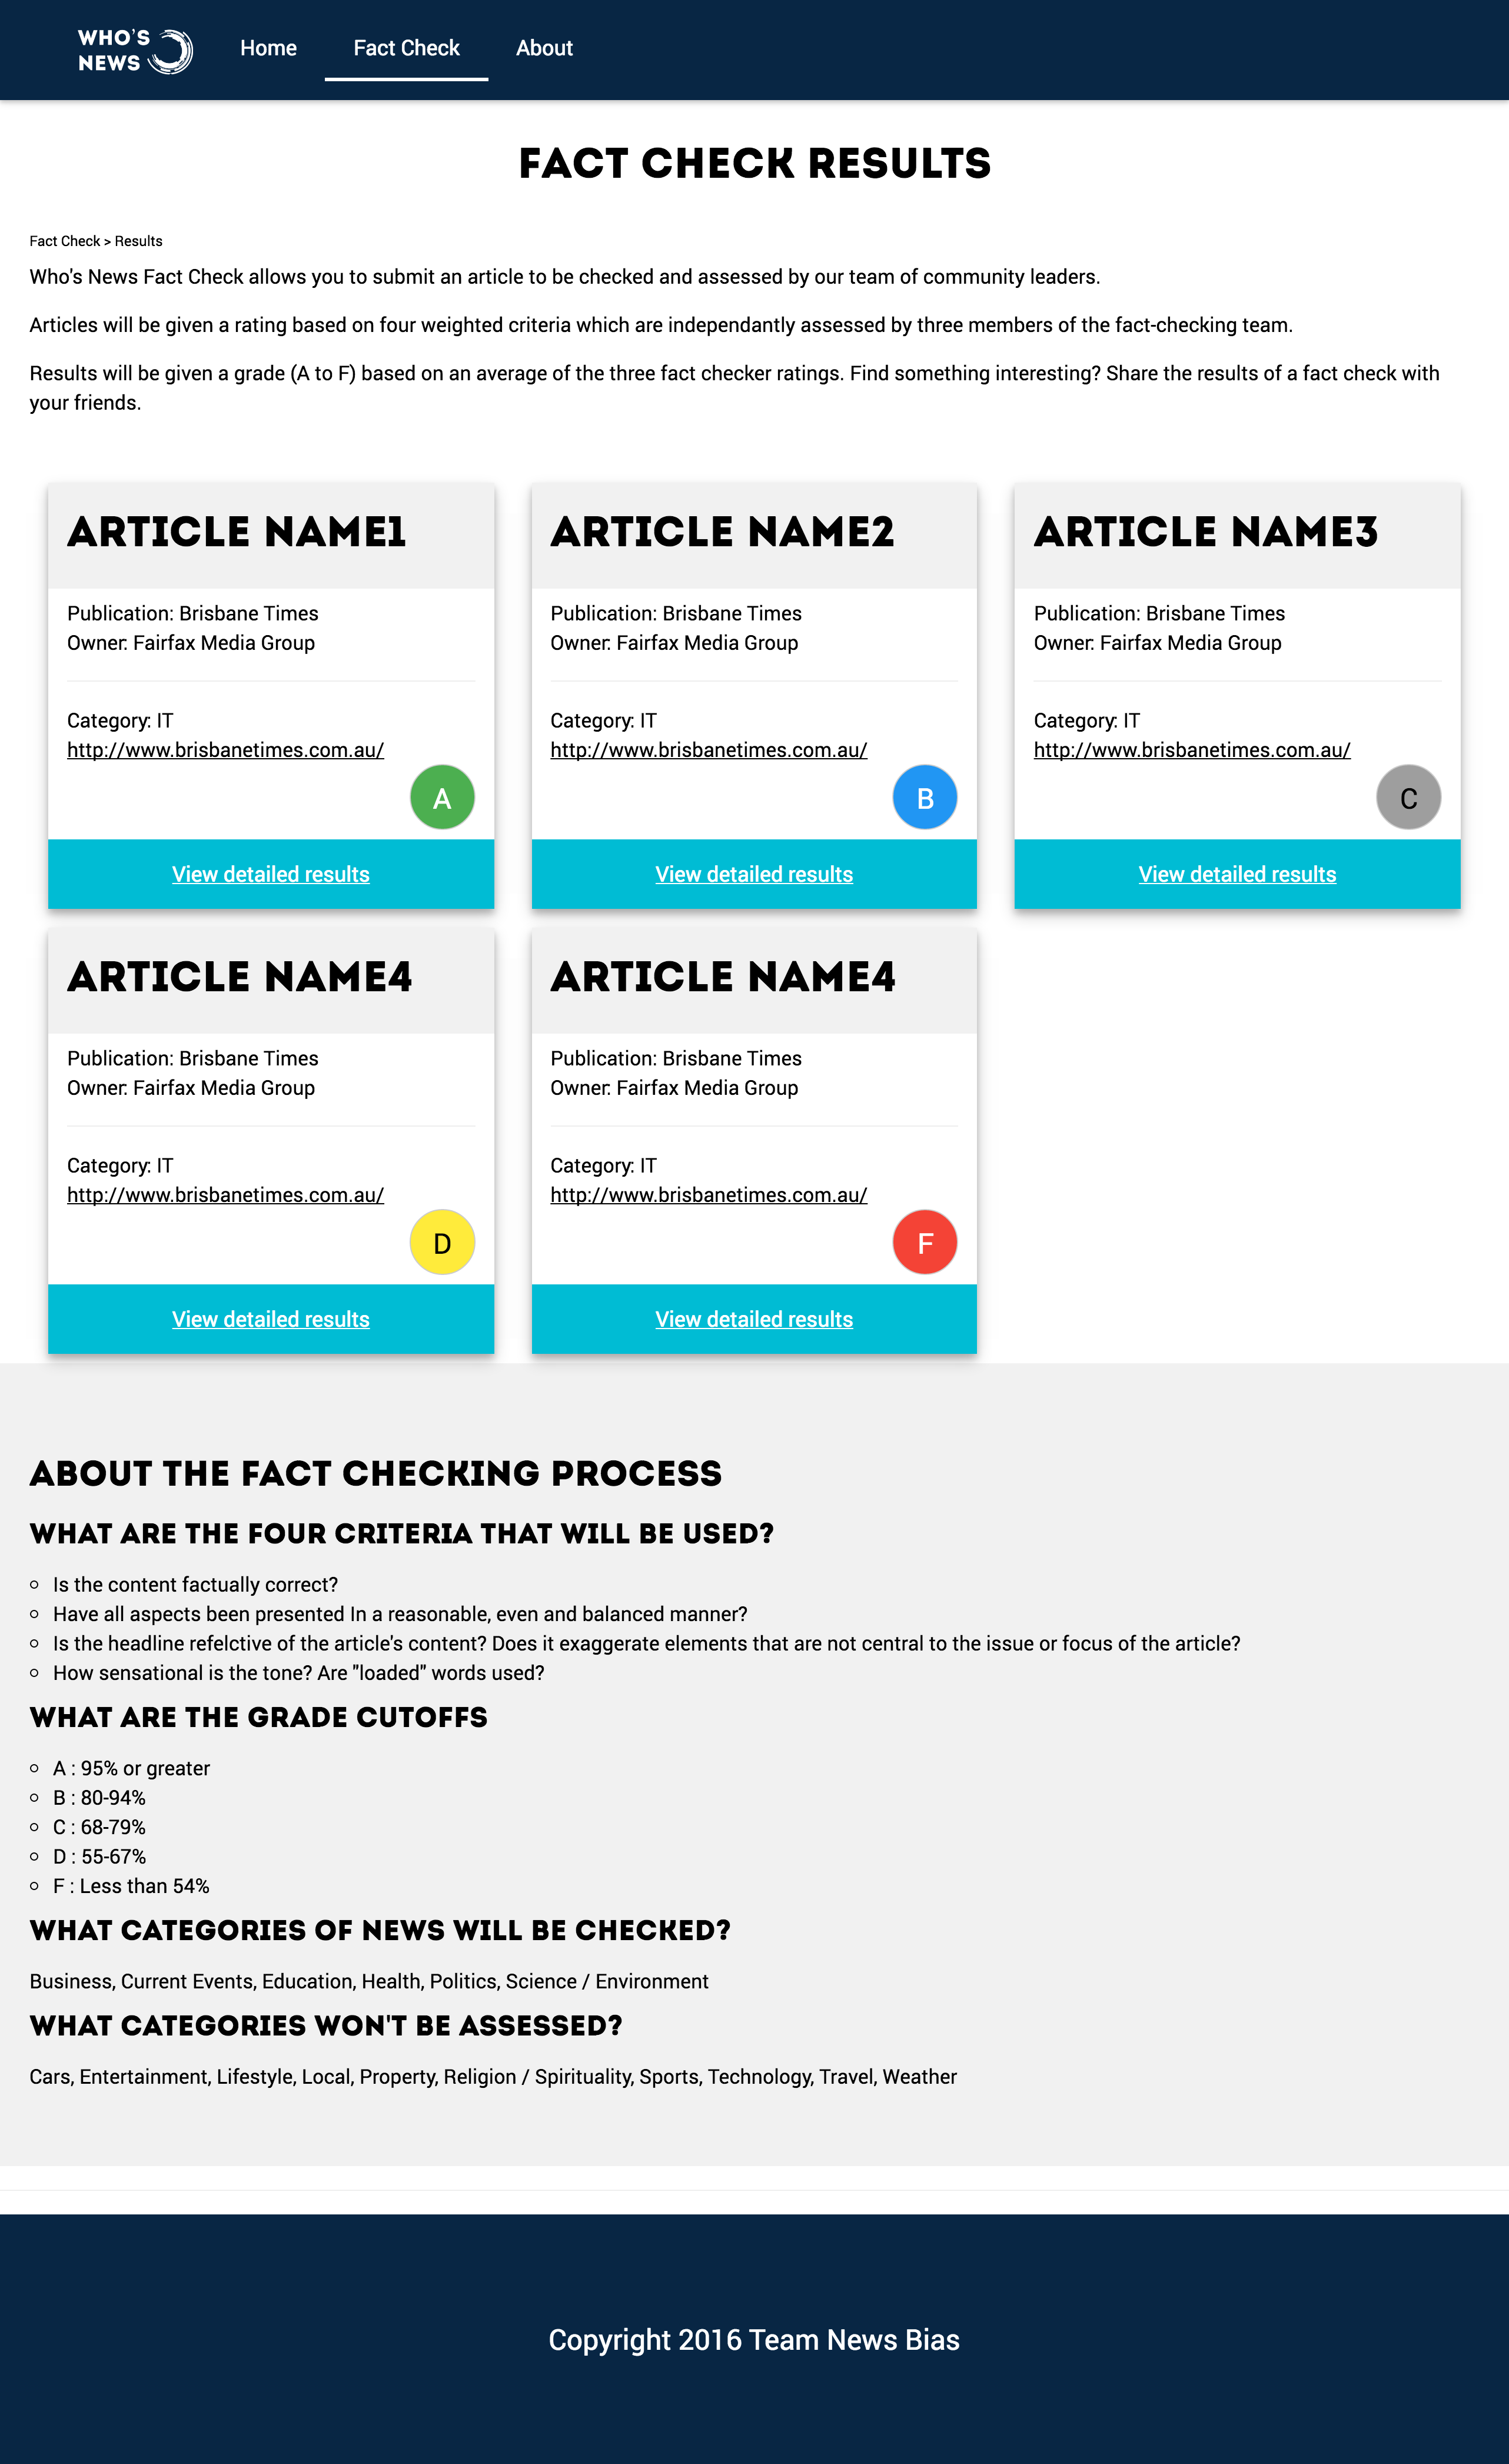 WHO'S
NEWS
Home
Fact Check
About
FACT CHECK RESULTS
Fact Check > Results
Who's News Fact Check allows you to submit an article to be checked and assessed by our team of community leaders.
Articles will be given a rating based on four weighted criteria which are independantly assessed by three members of the fact-checking team.
Results will be given a grade (A to F) based on an average of the three fact checker ratings. Find something interesting? Share the results of a fact check with
your friends.
ARTICLE NAME1
Publication: Brisbane Times
Owner: Fairfax Media Group
Category: IT
http://www.brisbanetimes.com.au/
A
View detailed results
ARTICLE NAME2
Publication: Brisbane Times
Owner: Fairfax Media Group
Category: IT
http://www.brisbanetimes.com.au/
B
View detailed results
ARTICLE NAME3
Publication: Brisbane Times
Owner: Fairfax Media Group
Category: IT
http://www.brisbanetimes.com.au/
C
View detailed results
ARTICLE NAME4
Publication: Brisbane Times
Owner: Fairfax Media Group
Category: IT
http://www.brisbanetimes.com.au/
D
View detailed results
ARTICLE NAME4
Publication: Brisbane Times
Owner: Fairfax Media Group
Category: IT
http://www.brisbanetimes.com.au/
F
View detailed results
ABOUT THE FACT CHECKING PROCESS
WHAT ARE THE FOUR CRITERIA THAT WILL BE USED?
Is the content factually correct?
Have all aspects been presented In a reasonable, even and balanced manner?
Is the headline refelctive of the article's content? Does it exaggerate elements that are not central to the issue or focus of the article?
How sensational is the tone? Are "loaded" words used?
WHAT ARE THE GRADE CUTOFFS
A : 95% or greater
B : 80-94%
C : 68-79%
D : 55-67%
F : Less than 54%
WHAT CATEGORIES OF NEWS WILL BE CHECKED?
Business, Current Events, Education, Health, Politics, Science / Environment
WHAT CATEGORIES WON'T BE ASSESSED?
Cars, Entertainment, Lifestyle, Local, Property, Religion / Spirituality, Sports, Technology, Travel, Weather
Copyright 2016 Team News Bias